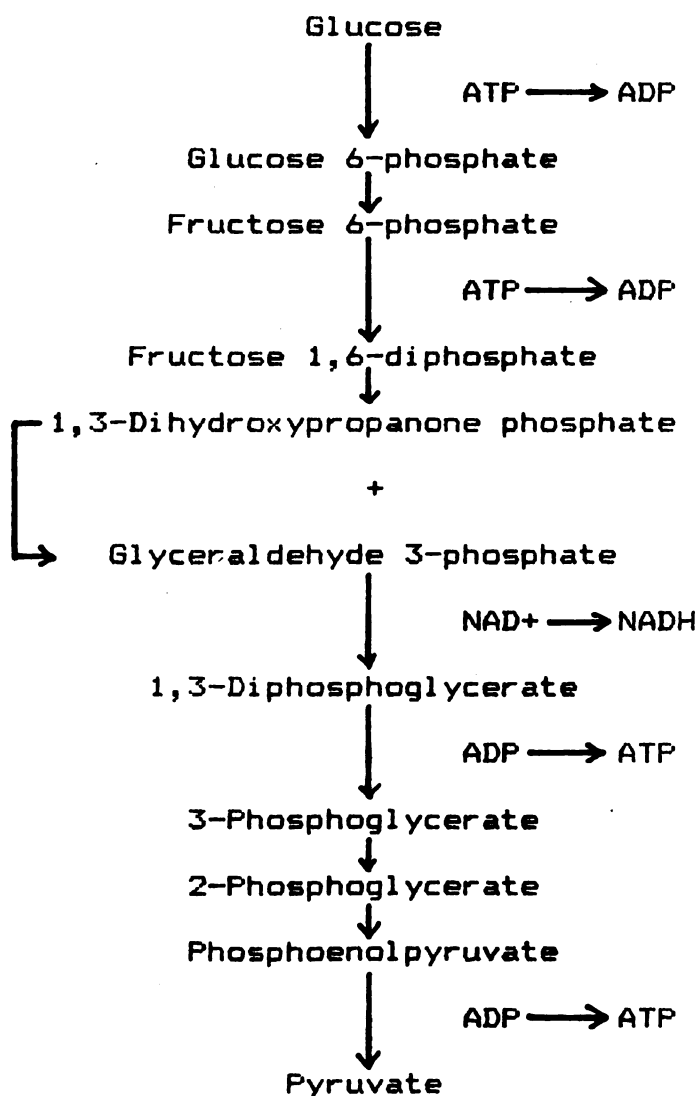 Glucose
ATP → ADP
Glucose 6-phosphate
Fructose 6-phosphate
ATP → ADP
Fructose 1,6-diphosphate
1,3-Dihydroxypropanone phosphate
+
Glyceraldehyde 3-phosphate
NAD+ → NADH
1,3-Diphosphoglycerate
ADP → ATP
3-Phosphoglycerate
2-Phosphoglycerate
Phosphoenolpyruvate
ADP → ATP
Pyruvate